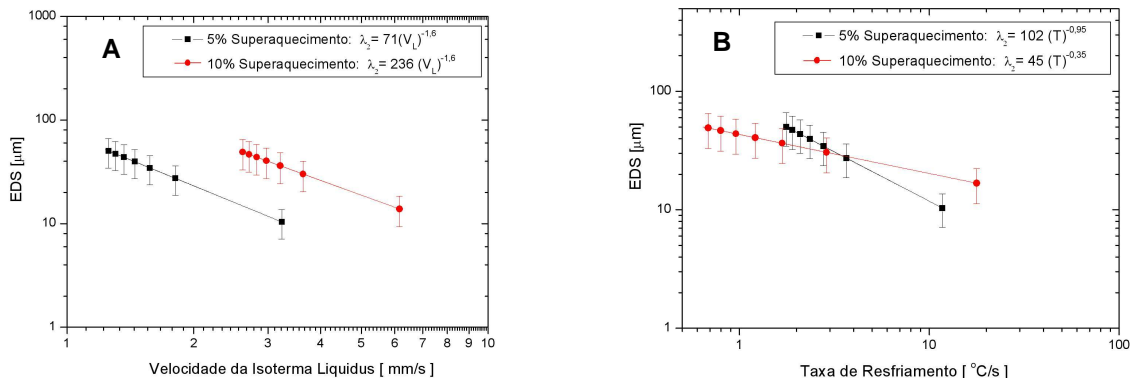 A
5% Superaquecimento: λ₂= 71(V_L)^-1,6
10% Superaquecimento: λ₂= 236 (V_L)^-1,6
EDS [μm]
1000
100
10
1
1 2 3 4 5 6 7 8 9 10
Velocidade da Isoterma Liquidus [ mm/s ]
B
5% Superaquecimento: λ₂ = 102 (T)^-0,95
10% Superaquecimento: λ₂ = 45 (T)^-0,35
EDS [μm]
100
10
1
1 10 100
Taxa de Resfriamento [ °C/s ]